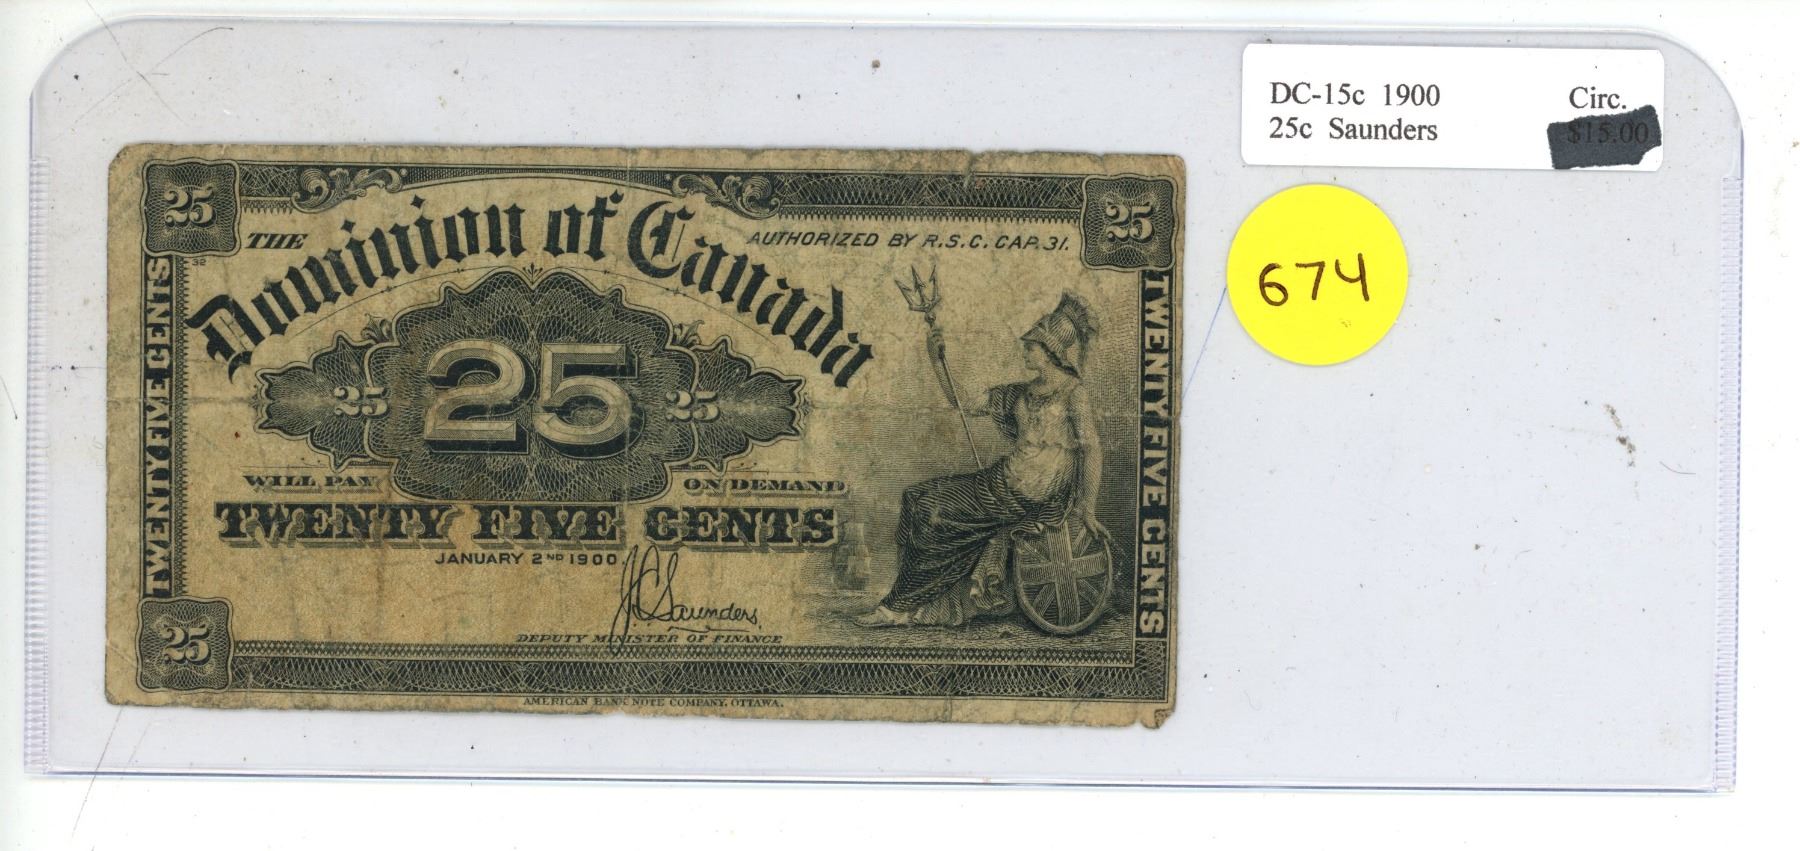 DC-15c 1900 Circ.
25c Saunders $15.00
674
25 25
THE Dominion of Canada AUTHORIZED BY R.S.C. CAP. 31.
32
TWENTY FIVE CENTS
25 25 25
TWENTY FIVE CENTS
WILL PAY ON DEMAND
TWENTY FIVE CENTS
JANUARY 2ND 1900.
J C Saunders.
DEPUTY MINISTER OF FINANCE
25
AMERICAN BANK NOTE COMPANY, OTTAWA.